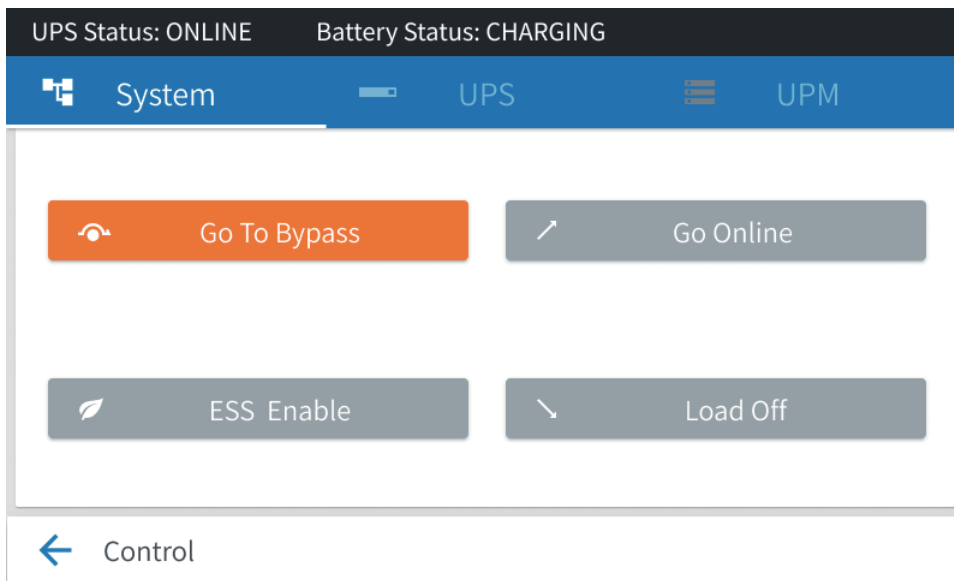 UPS Status: ONLINE Battery Status: CHARGING
System UPS UPM
Go To Bypass Go Online
ESS Enable Load Off
Control